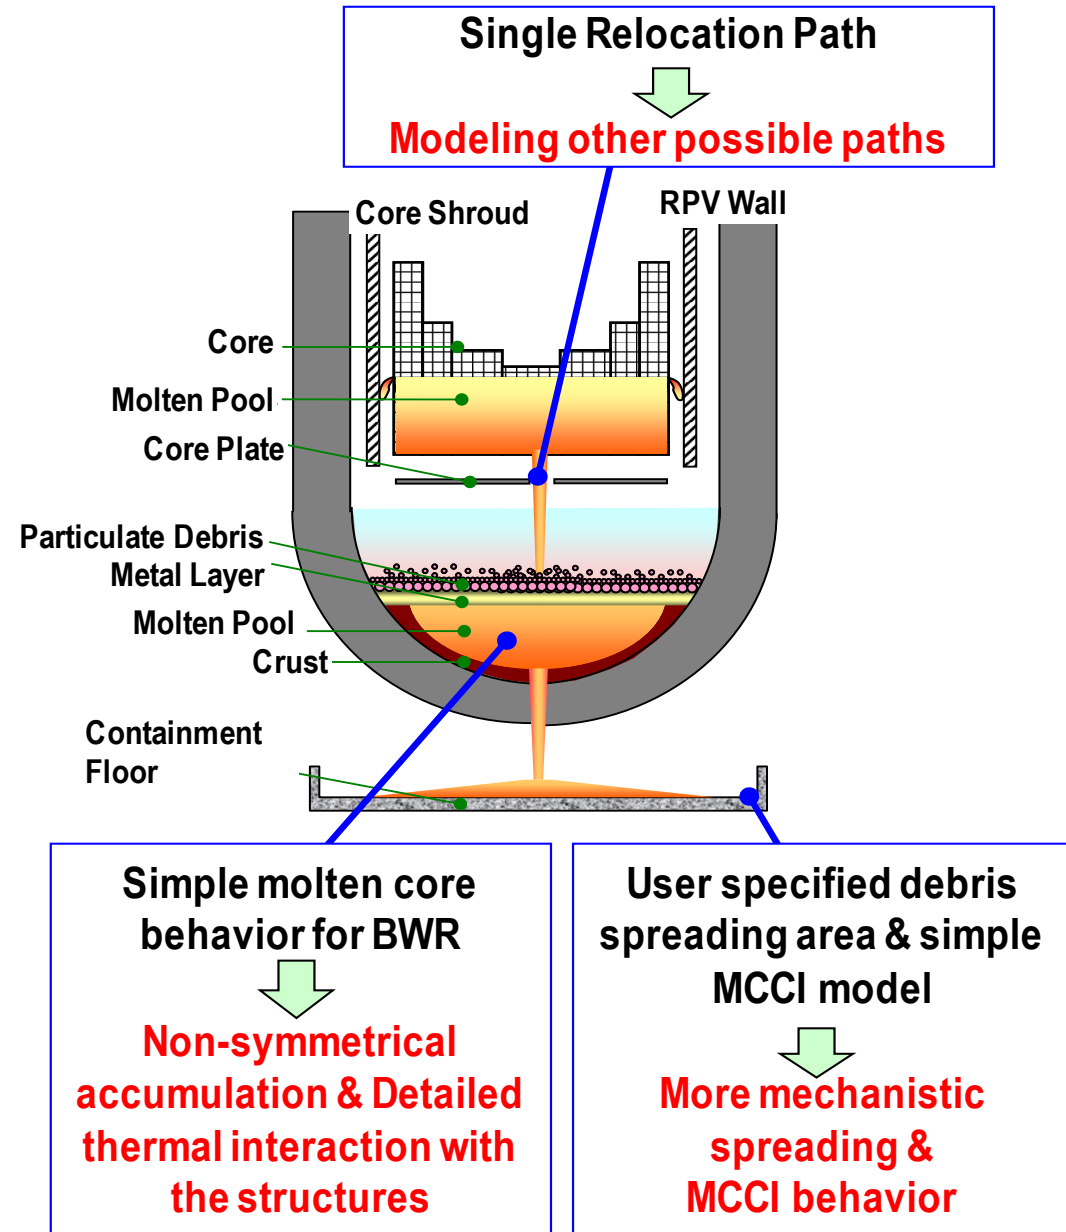 Single Relocation Path
Modeling other possible paths
Core Shroud
RPV Wall
Core
Molten Pool
Core Plate
Particulate Debris
Metal Layer
Molten Pool
Crust
Containment
Floor
Simple molten core
behavior for BWR
Non-symmetrical
accumulation & Detailed
thermal interaction with
the structures
User specified debris
spreading area & simple
MCCI model
More mechanistic
spreading &
MCCI behavior